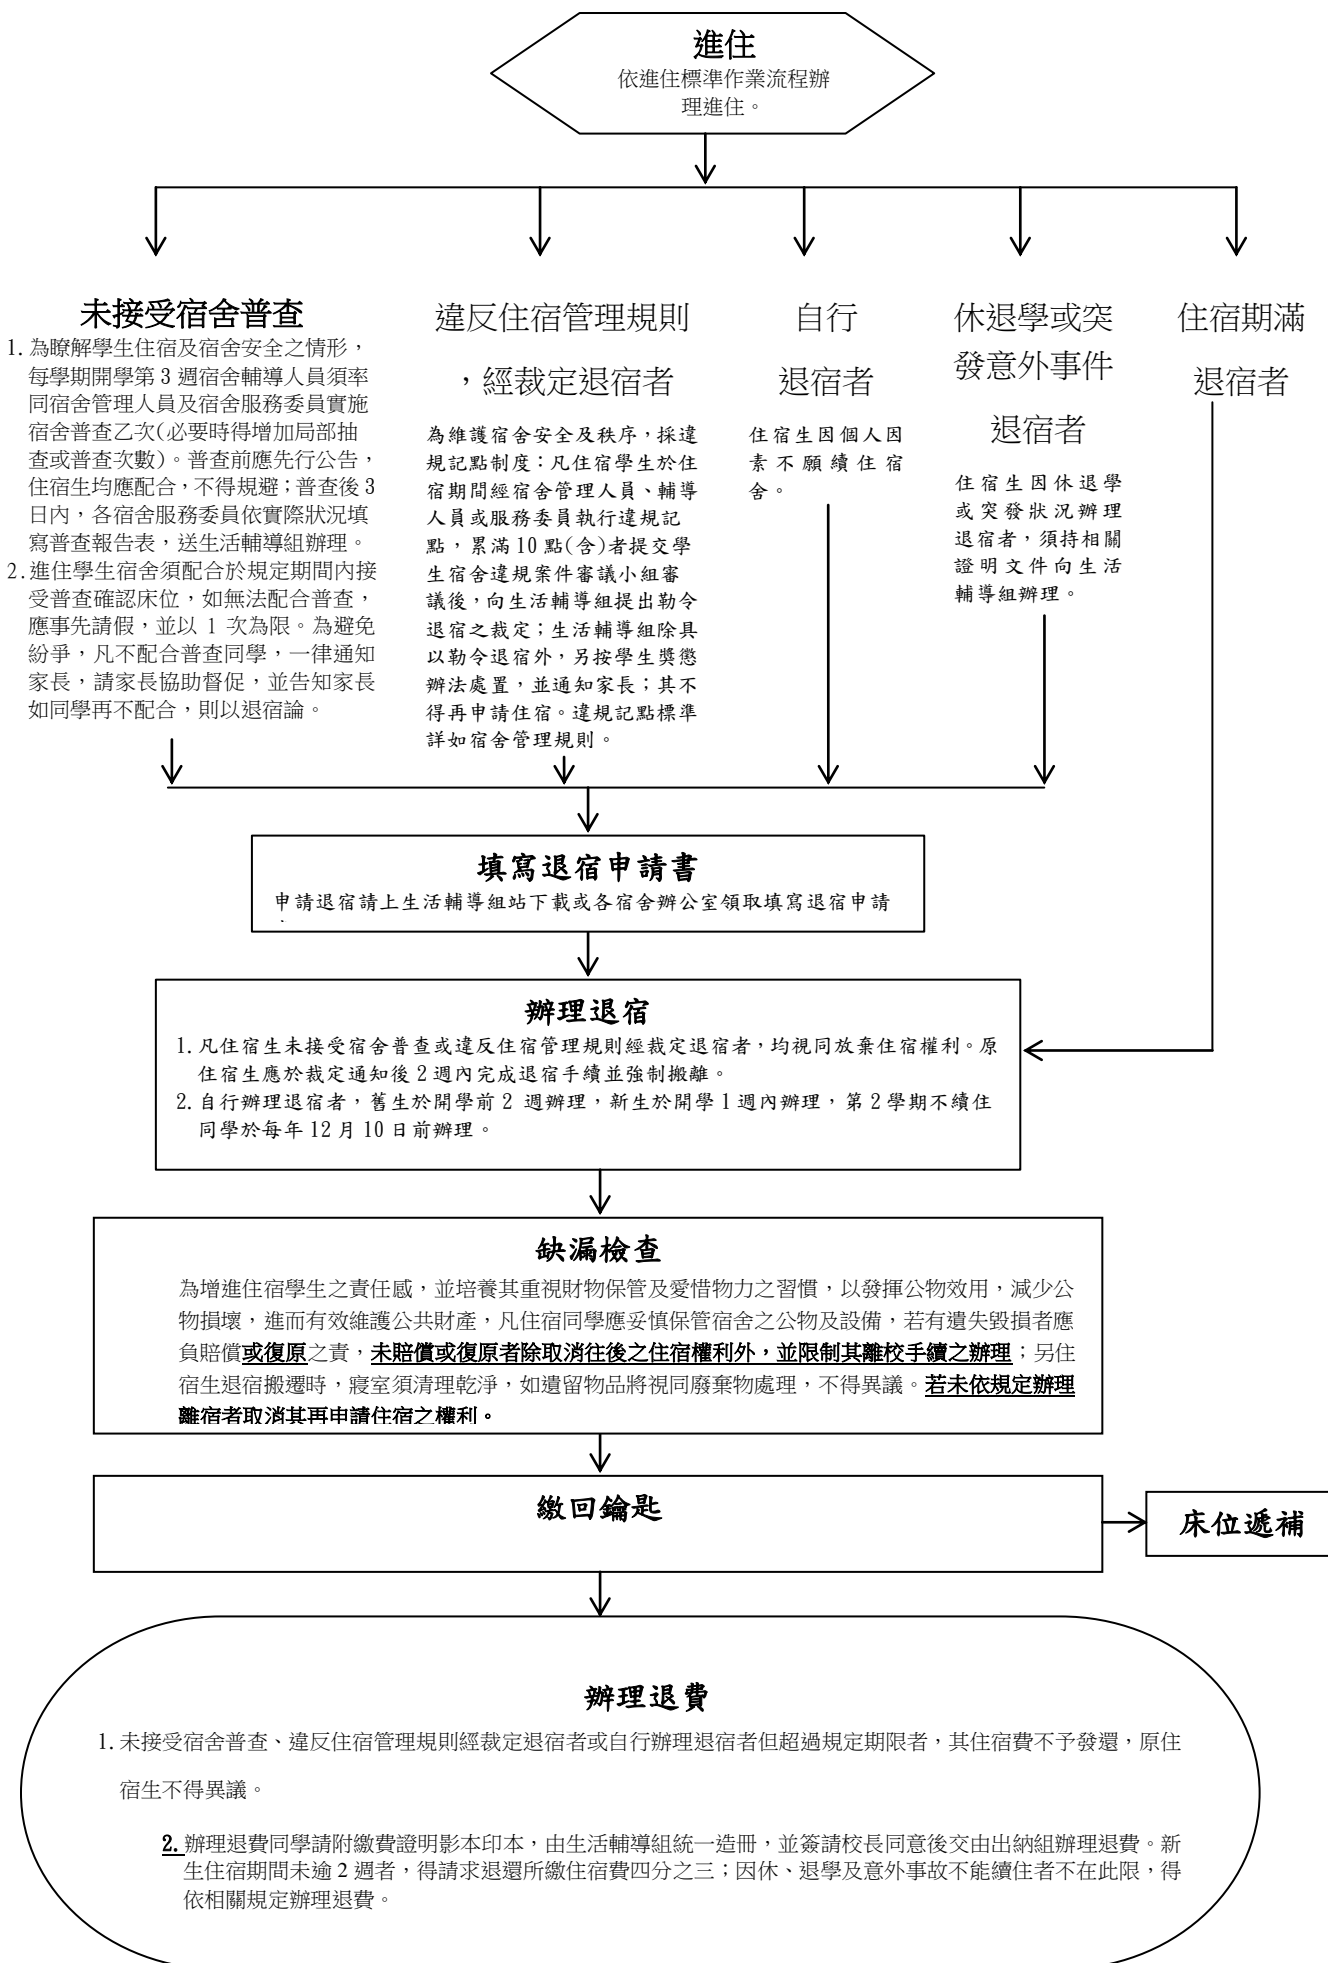 進住
依進住標準作業流程辦
理進住。
未接受宿舍普查
1. 為瞭解學生住宿及宿舍安全之情形，
每學期開學第 3 週宿舍輔導人員須率
同宿舍管理人員及宿舍服務委員實施
宿舍普查乙次(必要時得增加局部抽
查或普查次數)。普查前應先行公告，
住宿生均應配合，不得規避；普查後 3
日內，各宿舍服務委員依實際狀況填
寫普查報告表，送生活輔導組辦理。
2. 進住學生宿舍須配合於規定期間內接
受普查確認床位，如無法配合普查，
應事先請假，並以 1 次為限。為避免
紛爭，凡不配合普查同學，一律通知
家長，請家長協助督促，並告知家長
如同學再不配合，則以退宿論。
違反住宿管理規則
，經裁定退宿者
為維護宿舍安全及秩序，採違
規記點制度：凡住宿學生於住
宿期間經宿舍管理人員、輔導
人員或服務委員執行違規記
點，累滿 10 點(含)者提交學
生宿舍違規案件審議小組審
議後，向生活輔導組提出勒令
退宿之裁定；生活輔導組除具
以勒令退宿外，另按學生獎懲
辦法處置，並通知家長；其不
得再申請住宿。違規記點標準
詳如宿舍管理規則。
自行
退宿者
住宿生因個人因
素不願續住宿
舍。
休退學或突
發意外事件
退宿者
住宿生因休退學
或突發狀況辦理
退宿者，須持相關
證明文件向生活
輔導組辦理。
住宿期滿
退宿者
填寫退宿申請書
申請退宿請上生活輔導組站下載或各宿舍辦公室領取填寫退宿申請
辦理退宿
1. 凡住宿生未接受宿舍普查或違反住宿管理規則經裁定退宿者，均視同放棄住宿權利。原
住宿生應於裁定通知後 2 週內完成退宿手續並強制搬離。
2. 自行辦理退宿者，舊生於開學前 2 週辦理，新生於開學 1 週內辦理，第 2 學期不續住
同學於每年 12 月 10 日前辦理。
缺漏檢查
為增進住宿學生之責任感，並培養其重視財物保管及愛惜物力之習慣，以發揮公物效用，減少公
物損壞，進而有效維護公共財產，凡住宿同學應妥慎保管宿舍之公物及設備，若有遺失毀損者應
負賠償或復原之責，未賠償或復原者除取消往後之住宿權利外，並限制其離校手續之辦理；另住
宿生退宿搬遷時，寢室須清理乾淨，如遺留物品將視同廢棄物處理，不得異議。若未依規定辦理
離宿者取消其再申請住宿之權利。
繳回鑰匙
床位遞補
辦理退費
1. 未接受宿舍普查、違反住宿管理規則經裁定退宿者或自行辦理退宿者但超過規定期限者，其住宿費不予發還，原住
宿生不得異議。
2. 辦理退費同學請附繳費證明影本印本，由生活輔導組統一造冊，並簽請校長同意後交由出納組辦理退費。新
生住宿期間未逾 2 週者，得請求退還所繳住宿費四分之三；因休、退學及意外事故不能續住者不在此限，得
依相關規定辦理退費。